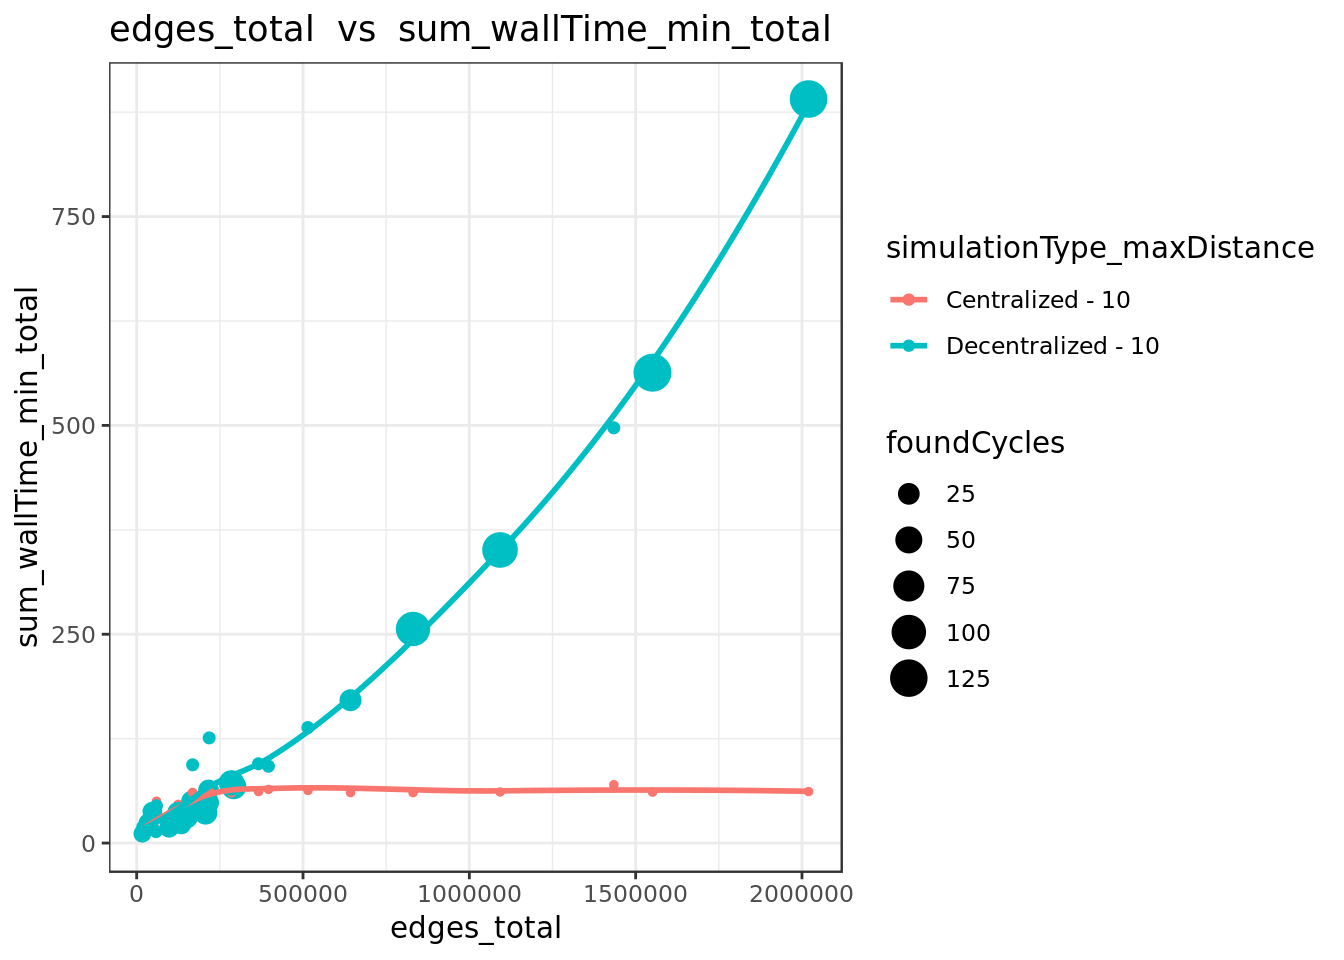 edges_total  vs  sum_wallTime_min_total
sum_wallTime_min_total
750
500
250
0
0
500000
1000000
1500000
2000000
edges_total
simulationType_maxDistance
Centralized - 10
Decentralized - 10
foundCycles
25
50
75
100
125